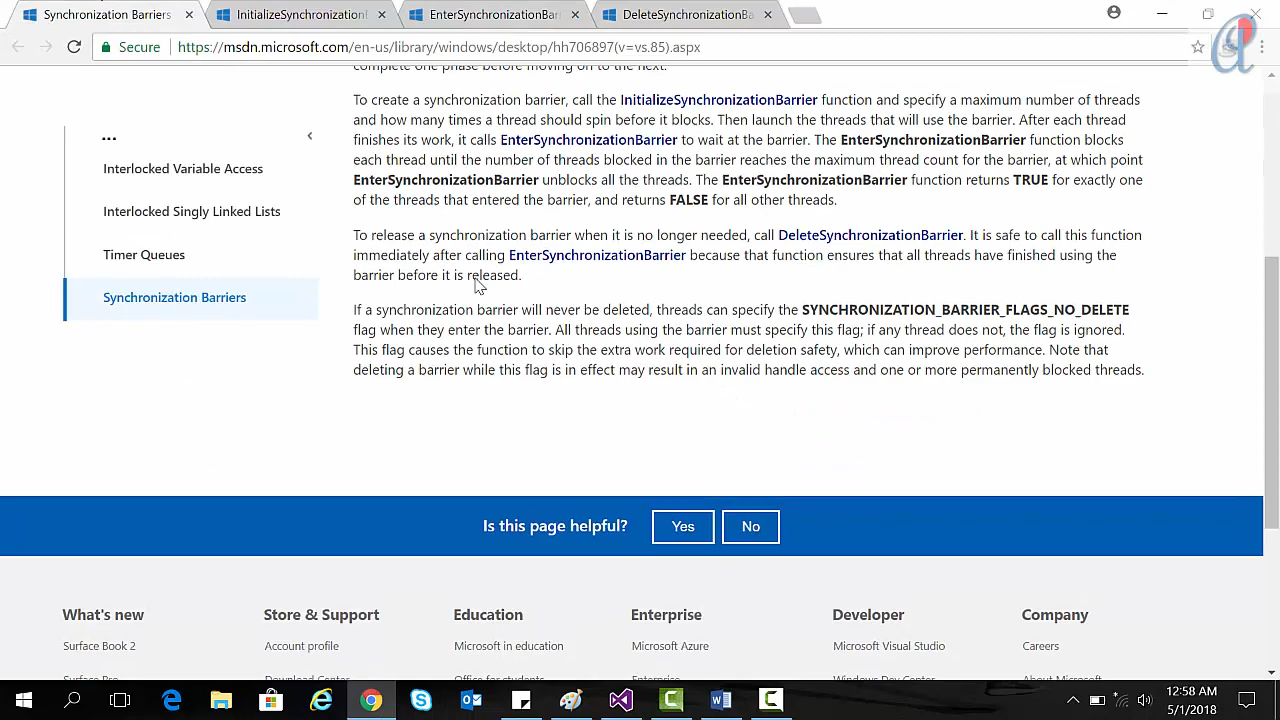 Synchronization Barriers
InitializeSynchronization
EnterSynchronizationBar
DeleteSynchronizationBa
Secure
https://msdn.microsoft.com/en-us/library/windows/desktop/hh706897(v=vs.85).aspx
complete one phase before moving on to the next.
To create a synchronization barrier, call the InitializeSynchronizationBarrier function and specify a maximum number of threads
and how many times a thread should spin before it blocks. Then launch the threads that will use the barrier. After each thread
finishes its work, it calls EnterSynchronizationBarrier to wait at the barrier. The EnterSynchronizationBarrier function blocks
each thread until the number of threads blocked in the barrier reaches the maximum thread count for the barrier, at which point
EnterSynchronizationBarrier unblocks all the threads. The EnterSynchronizationBarrier function returns TRUE for exactly one
of the threads that entered the barrier, and returns FALSE for all other threads.
To release a synchronization barrier when it is no longer needed, call DeleteSynchronizationBarrier. It is safe to call this function
immediately after calling EnterSynchronizationBarrier because that function ensures that all threads have finished using the
barrier before it is released.
If a synchronization barrier will never be deleted, threads can specify the SYNCHRONIZATION_BARRIER_FLAGS_NO_DELETE
flag when they enter the barrier. All threads using the barrier must specify this flag; if any thread does not, the flag is ignored.
This flag causes the function to skip the extra work required for deletion safety, which can improve performance. Note that
deleting a barrier while this flag is in effect may result in an invalid handle access and one or more permanently blocked threads.
...
Interlocked Variable Access
Interlocked Singly Linked Lists
Timer Queues
Synchronization Barriers
Is this page helpful?
Yes
No
What's new
Store & Support
Education
Enterprise
Developer
Company
Surface Book 2
Account profile
Microsoft in education
Microsoft Azure
Microsoft Visual Studio
Careers
Surface Pro
Download Center
Office for students
Windows Dev Center
About Microsoft
12:58 AM
5/1/2018